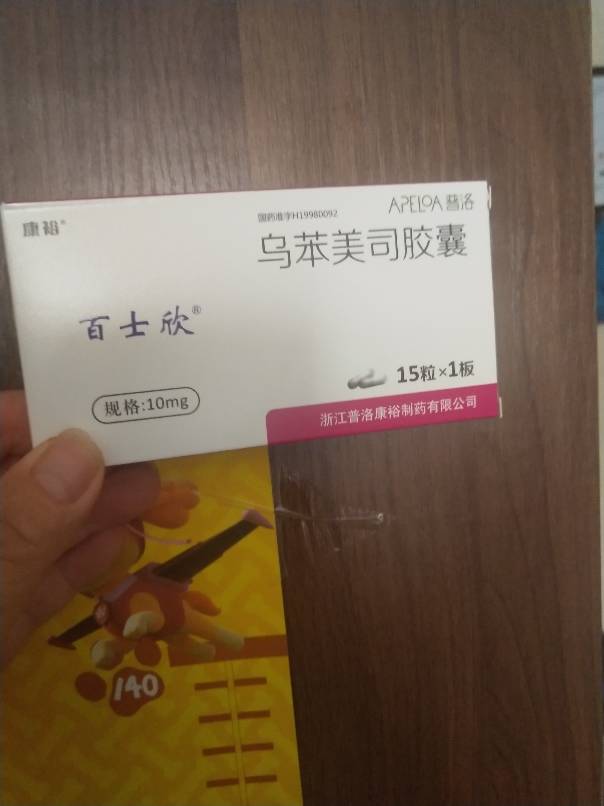 康裕®
国药准字H19980092
APELOA 普洛
乌苯美司胶囊
百士欣®
15粒×1板
规格:10mg
浙江普洛康裕制药有限公司
140